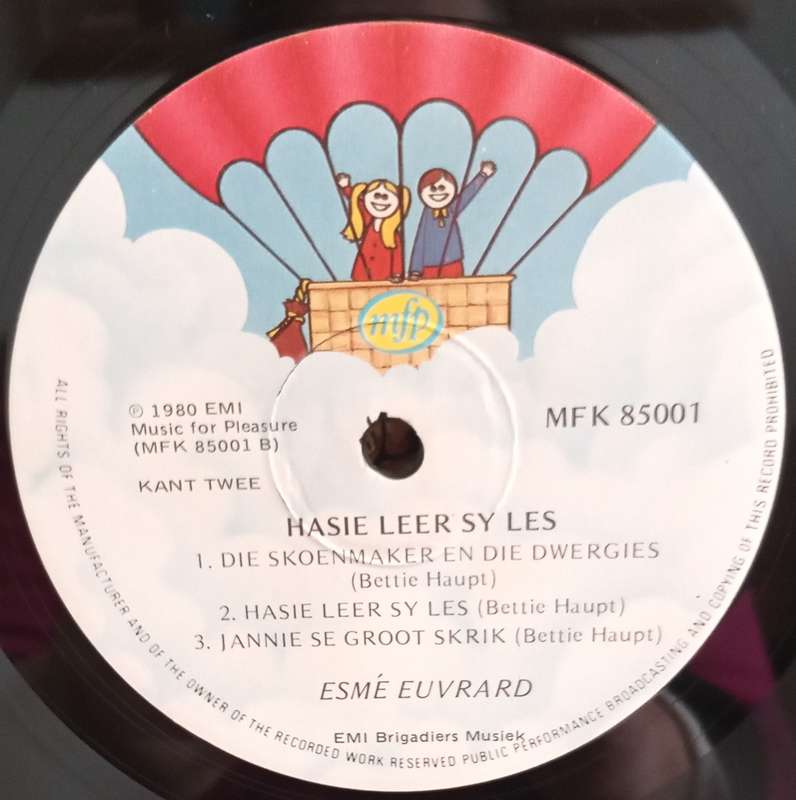 mfp
℗ 1980 EMI
Music for Pleasure
(MFK 85001 B)
MFK 85001
KANT TWEE
HASIE LEER SY LES
1. DIE SKOENMAKER EN DIE DWERGIES
(Bettie Haupt)
2. HASIE LEER SY LES (Bettie Haupt)
3. JANNIE SE GROOT SKRIK (Bettie Haupt)
ESMÉ EUVRARD
EMI Brigadiers Musiek
ALL RIGHTS OF THE MANUFACTURER AND OF THE OWNER OF THE RECORDED WORK RESERVED PUBLIC PERFORMANCE BROADCASTING AND COPYING OF THIS RECORD PROHIBITED